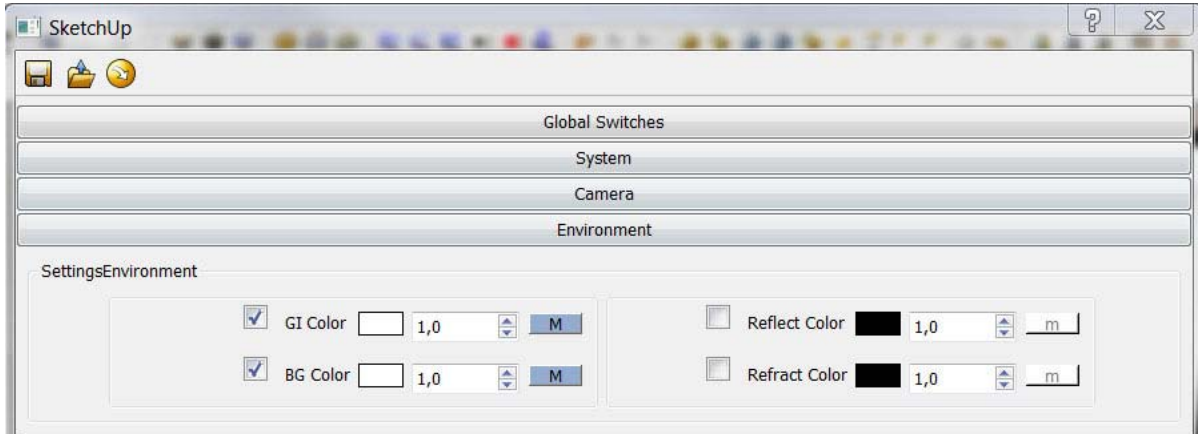 SketchUp
Global Switches
System
Camera
Environment
SettingsEnvironment
GI Color 1,0 M Reflect Color 1,0 m
BG Color 1,0 M Refract Color 1,0 m